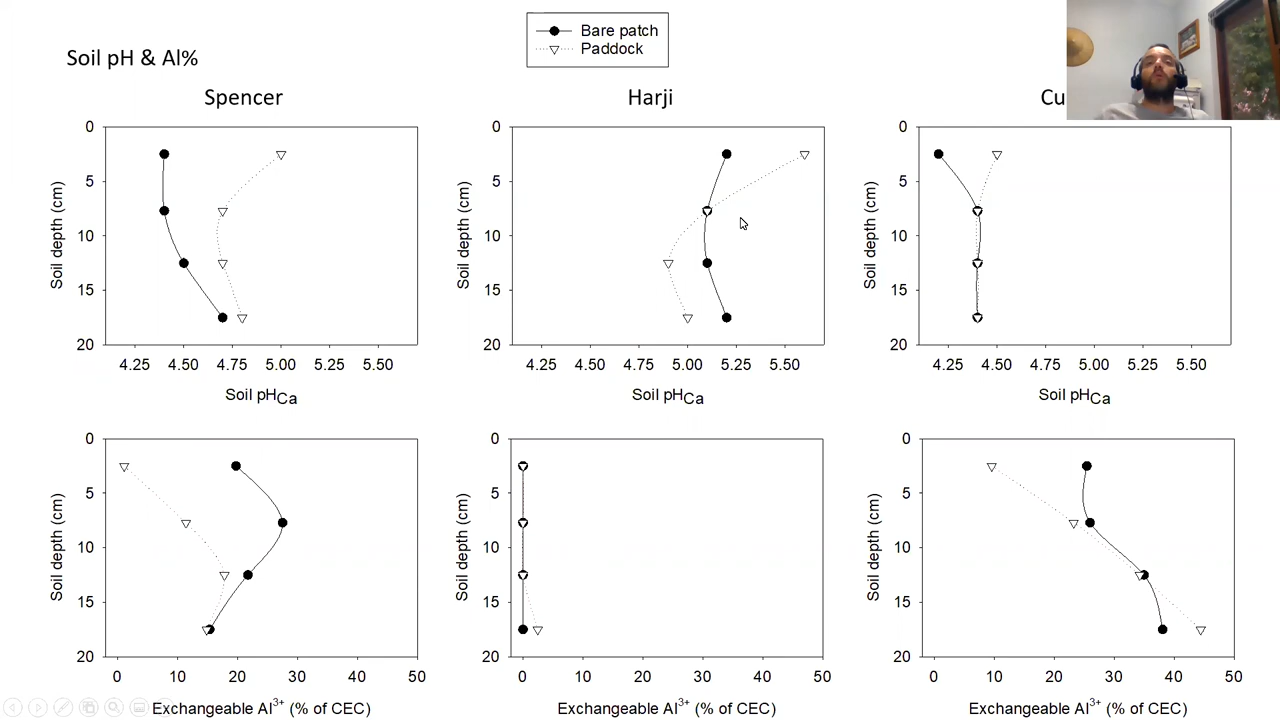 Bare patch
Paddock
Soil pH & Al%
Spencer
Harji
Cu
0
5
10
15
20
Soil depth (cm)
4.25 4.50 4.75 5.00 5.25 5.50
Soil pHCa
0
5
10
15
20
Soil depth (cm)
4.25 4.50 4.75 5.00 5.25 5.50
Soil pHCa
0
5
10
15
20
Soil depth (cm)
4.25 4.50 4.75 5.00 5.25 5.50
Soil pHCa
0
5
10
15
20
Soil depth (cm)
0 10 20 30 40 50
Exchangeable Al³⁺ (% of CEC)
0
5
10
15
20
Soil depth (cm)
0 10 20 30 40 50
Exchangeable Al³⁺ (% of CEC)
0
5
10
15
20
Soil depth (cm)
0 10 20 30 40 50
Exchangeable Al³⁺ (% of CEC)